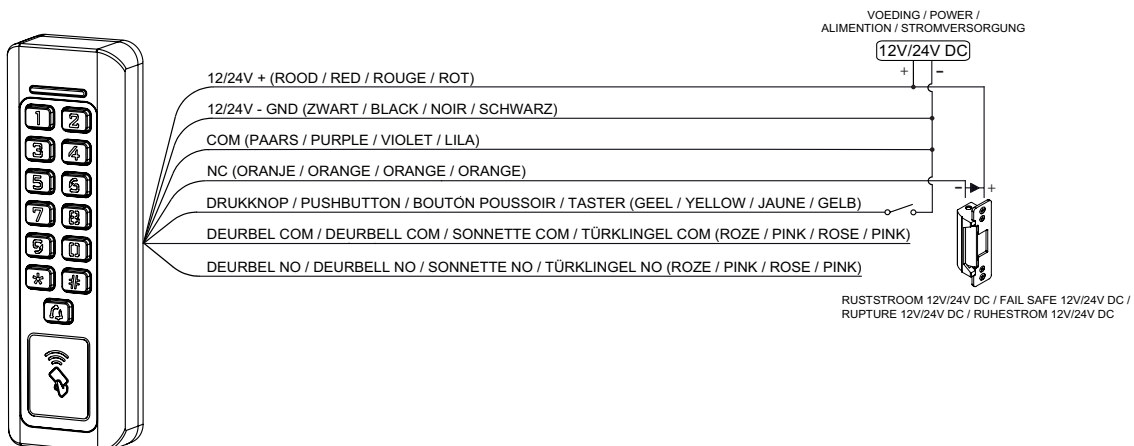 VOEDING / POWER /
ALIMENTION / STROMVERSORGUNG
12V/24V DC
+ −
12/24V + (ROOD / RED / ROUGE / ROT)
12/24V - GND (ZWART / BLACK / NOIR / SCHWARZ)
COM (PAARS / PURPLE / VIOLET / LILA)
NC (ORANJE / ORANGE / ORANGE / ORANGE)
− +
DRUKKNOP / PUSHBUTTON / BOUTÓN POUSSOIR / TASTER (GEEL / YELLOW / JAUNE / GELB)
DEURBEL COM / DEURBELL COM / SONNETTE COM / TÜRKLINGEL COM (ROZE / PINK / ROSE / PINK)
DEURBEL NO / DEURBELL NO / SONNETTE NO / TÜRKLINGEL NO (ROZE / PINK / ROSE / PINK)
RUSTSTROOM 12V/24V DC / FAIL SAFE 12V/24V DC /
RUPTURE 12V/24V DC / RUHESTROM 12V/24V DC
1 2
3 4
5 6
7 8
9 0
* #